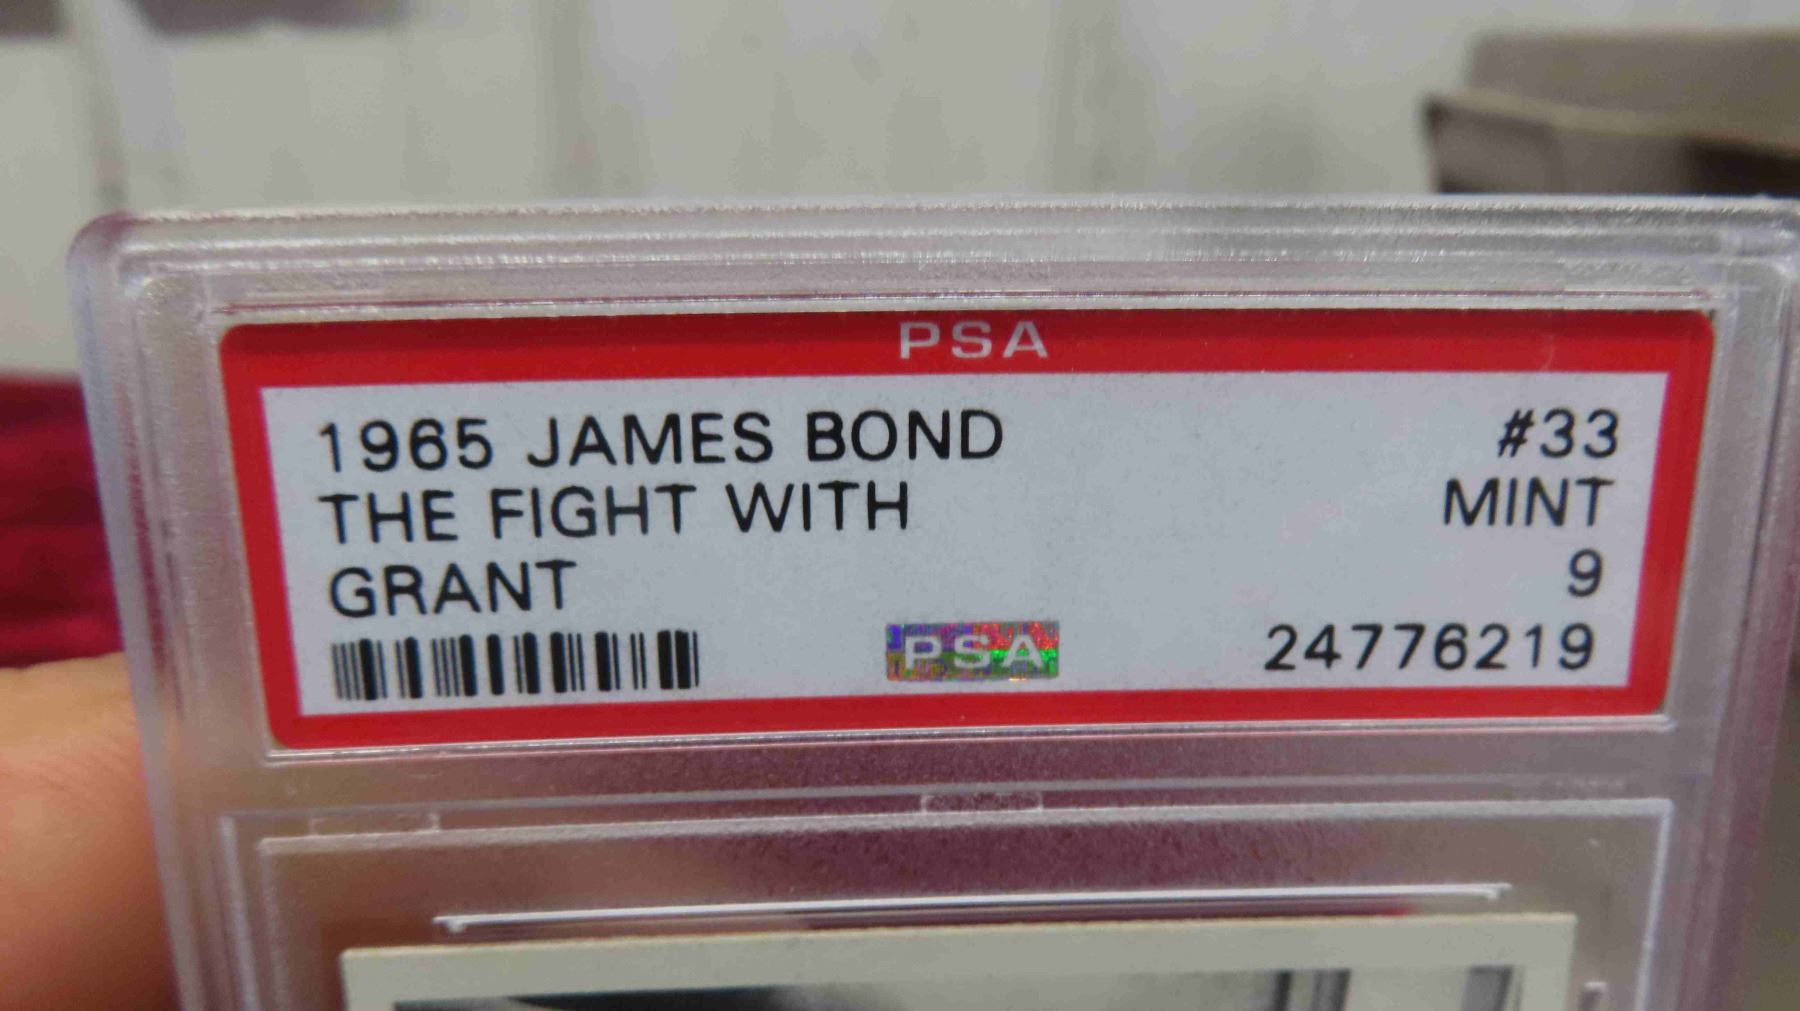 PSA
1965 JAMES BOND #33
THE FIGHT WITH MINT
GRANT 9
PSA 24776219